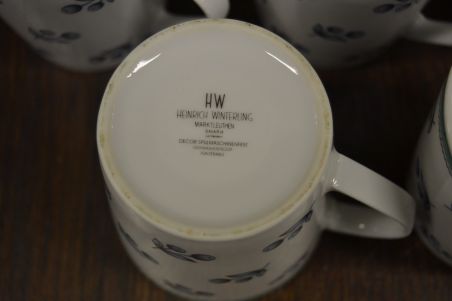 HW
HEINRICH WINTERLING
MARKTLEUTHEN
BAVARIA
DECOR SPÜLMASCHINENFEST